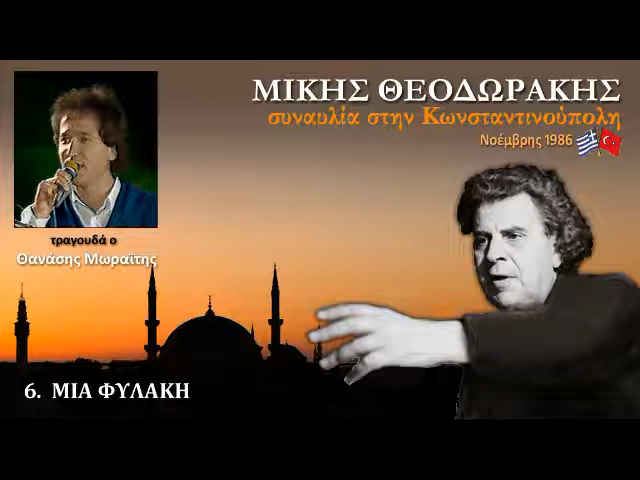 ΜΙΚΗΣ ΘΕΟΔΩΡΑΚΗΣ
συναυλία στην Κωνσταντινούπολη
Νοέμβρης 1986
τραγουδά ο
Θανάσης Μωραΐτης
6. ΜΙΑ ΦΥΛΑΚΗ